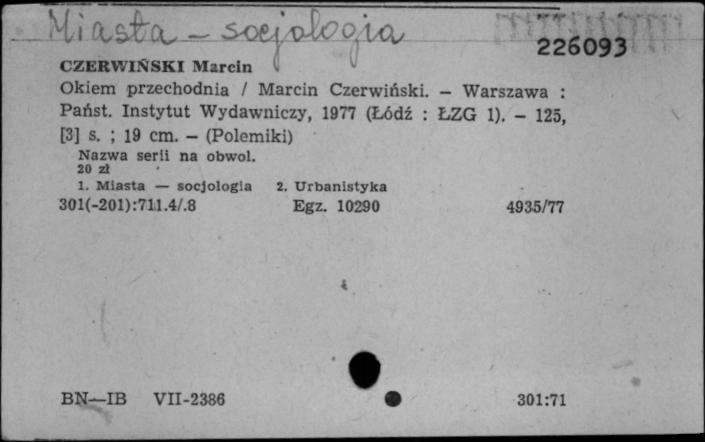 Miasta – socjologia
226093
CZERWIŃSKI Marcin
Okiem przechodnia / Marcin Czerwiński. – Warszawa :
Państ. Instytut Wydawniczy, 1977 (Łódź : ŁZG 1). – 125,
[3] s. ; 19 cm. – (Polemiki)
Nazwa serii na obwol.
20 zł
1. Miasta — socjologia 2. Urbanistyka
301(-201):711.4/.8 Egz. 10290 4935/77
BN—IB VII-2386 301:71